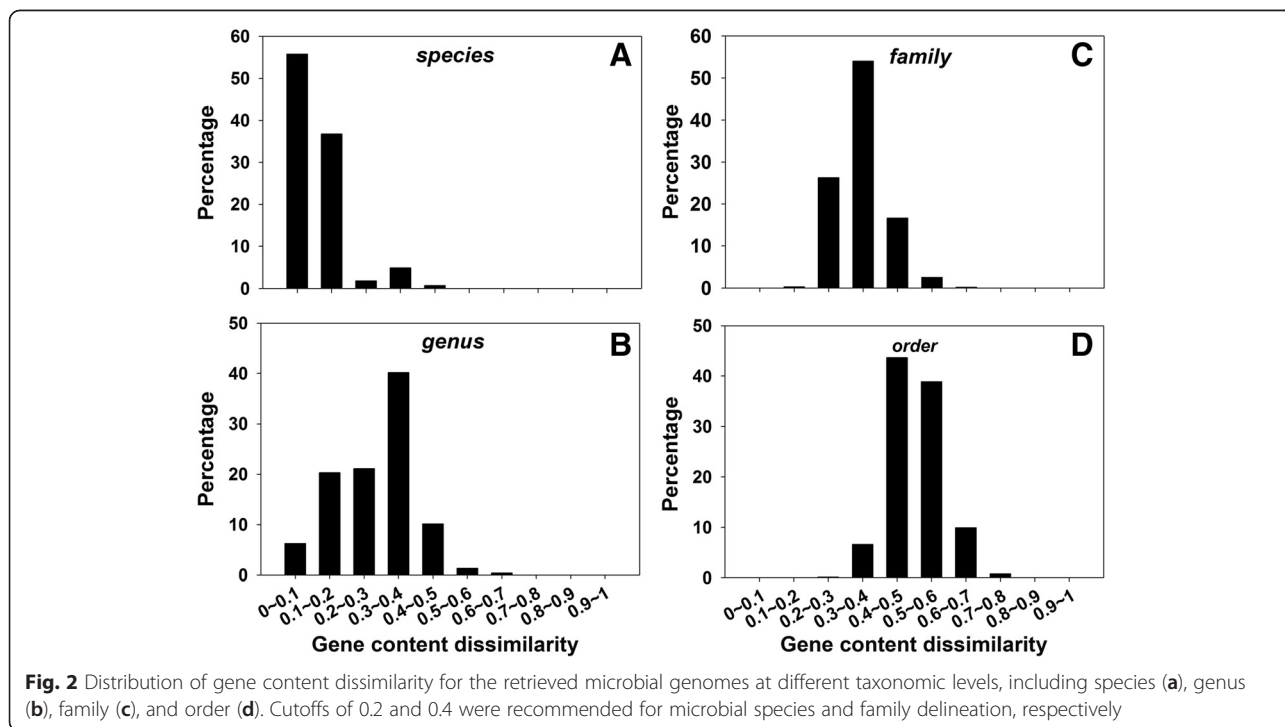 species
A
60
50
40
30
20
10
0
Percentage
family
C
60
50
40
30
20
10
0
Percentage
genus
B
50
40
30
20
10
0
Percentage
0~0.1
0.1~0.2
0.2~0.3
0.3~0.4
0.4~0.5
0.5~0.6
0.6~0.7
0.7~0.8
0.8~0.9
0.9~1
Gene content dissimilarity
order
D
50
40
30
20
10
0
Percentage
0~0.1
0.1~0.2
0.2~0.3
0.3~0.4
0.4~0.5
0.5~0.6
0.6~0.7
0.7~0.8
0.8~0.9
0.9~1
Gene content dissimilarity
Fig. 2 Distribution of gene content dissimilarity for the retrieved microbial genomes at different taxonomic levels, including species (a), genus
(b), family (c), and order (d). Cutoffs of 0.2 and 0.4 were recommended for microbial species and family delineation, respectively